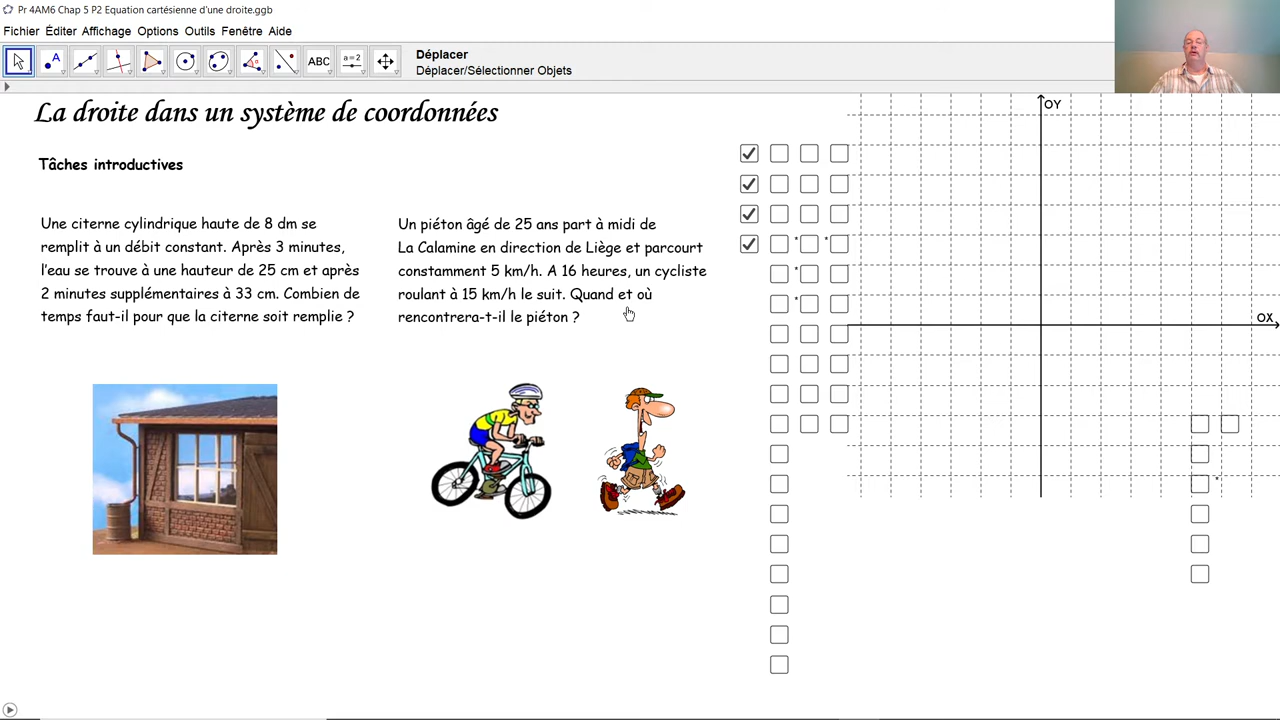 Pr 4AM6 Chap 5 P2 Equation cartésienne d'une droite.ggb
Fichier Éditer Affichage Options Outils Fenêtre Aide
A
ABC
a=2
Déplacer
Déplacer/Sélectionner Objets
La droite dans un système de coordonnées
Tâches introductives
Une citerne cylindrique haute de 8 dm se
remplit à un débit constant. Après 3 minutes,
l'eau se trouve à une hauteur de 25 cm et après
2 minutes supplémentaires à 33 cm. Combien de
temps faut-il pour que la citerne soit remplie ?
Un piéton âgé de 25 ans part à midi de
La Calamine en direction de Liège et parcourt
constamment 5 km/h. A 16 heures, un cycliste
roulant à 15 km/h le suit. Quand et où
rencontrera-t-il le piéton ?
OY
OX